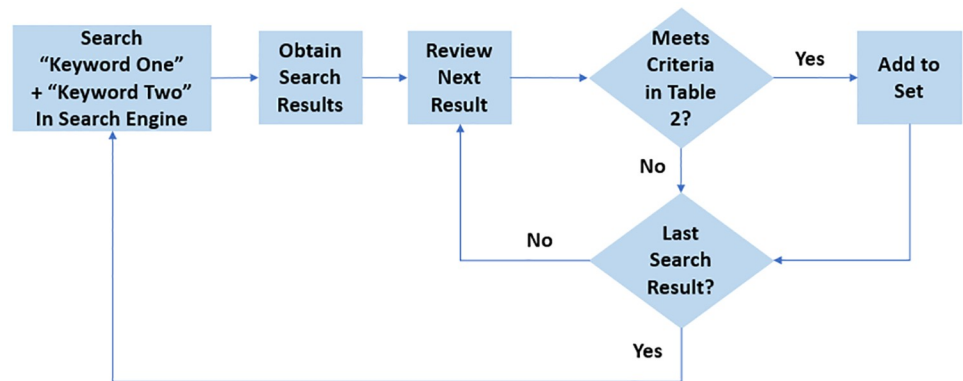 Search
“Keyword One”
+ “Keyword Two”
In Search Engine
Obtain
Search
Results
Review
Next
Result
Meets
Criteria
in Table
2?
Yes
Add to
Set
No
Last
Search
Result?
No
Yes